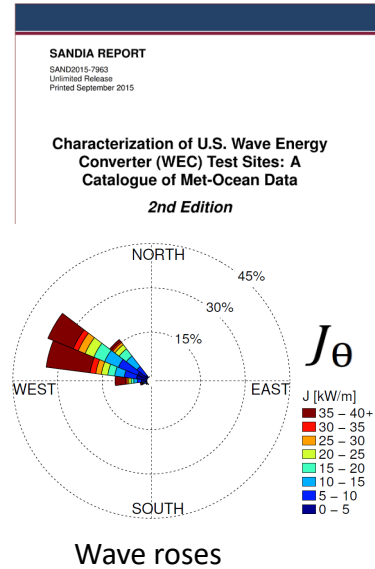 SANDIA REPORT
SAND2015-7963
Unlimited Release
Printed September 2015
Characterization of U.S. Wave Energy
Converter (WEC) Test Sites: A
Catalogue of Met-Ocean Data
2nd Edition
NORTH
45%
30%
15%
Jθ
WEST
EAST
J [kW/m]
35 – 40+
30 – 35
25 – 30
20 – 25
15 – 20
10 – 15
5 – 10
0 – 5
SOUTH
Wave roses